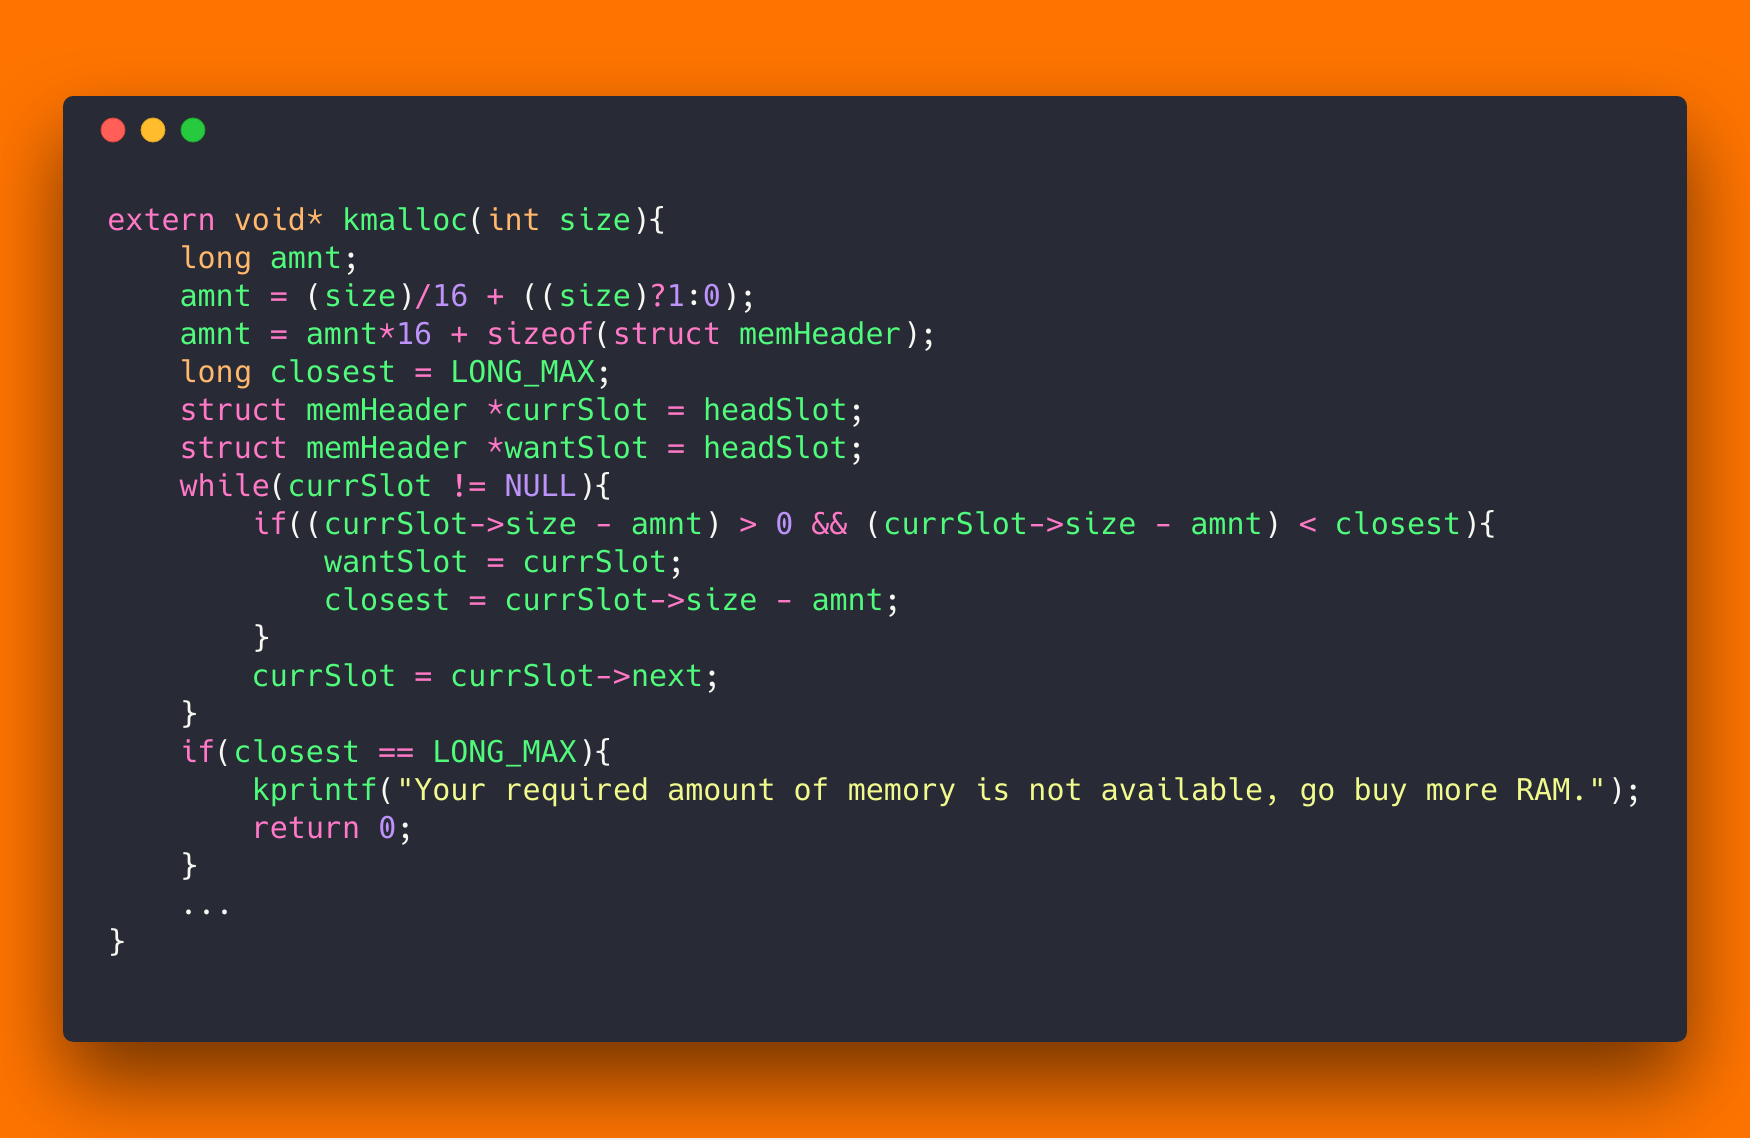 extern void* kmalloc(int size){
    long amnt;
    amnt = (size)/16 + ((size)?1:0);
    amnt = amnt*16 + sizeof(struct memHeader);
    long closest = LONG_MAX;
    struct memHeader *currSlot = headSlot;
    struct memHeader *wantSlot = headSlot;
    while(currSlot != NULL){
        if((currSlot->size - amnt) > 0 && (currSlot->size - amnt) < closest){
            wantSlot = currSlot;
            closest = currSlot->size - amnt;
        }
        currSlot = currSlot->next;
    }
    if(closest == LONG_MAX){
        kprintf("Your required amount of memory is not available, go buy more RAM.");
        return 0;
    }
    ...
}